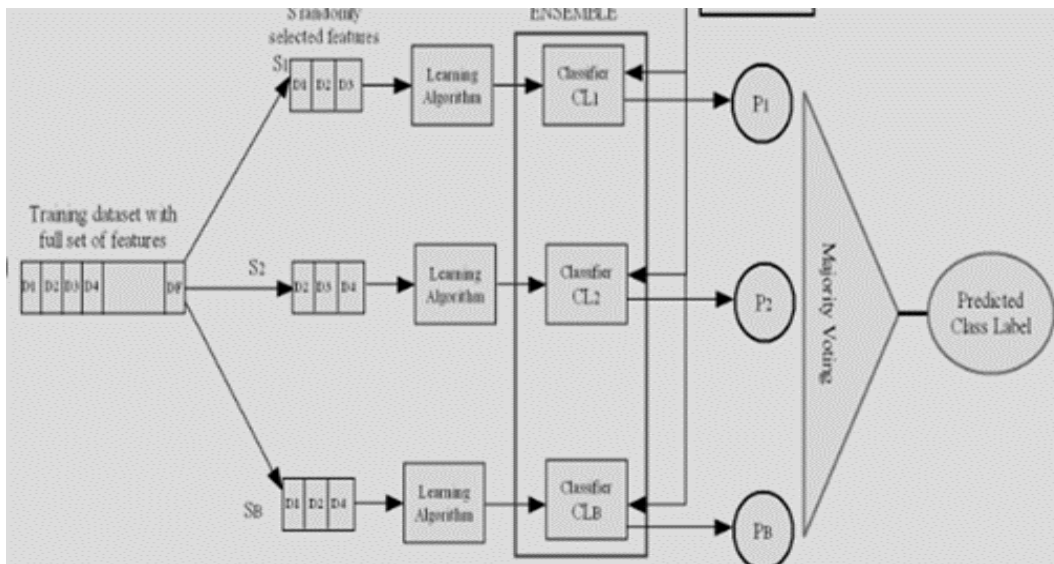 S randomly
selected features
ENSEMBLE
S1
D1 D2 D3
Learning
Algorithm
Classifier
CL1
P1
Training dataset with
full set of features
D1 D2 D3 D4 DF
S2
D2 D3 D4
Learning
Algorithm
Classifier
CL2
P2
Majority Voting
Predicted
Class Label
SB
D1 D2 D4
Learning
Algorithm
Classifier
CLB
PB